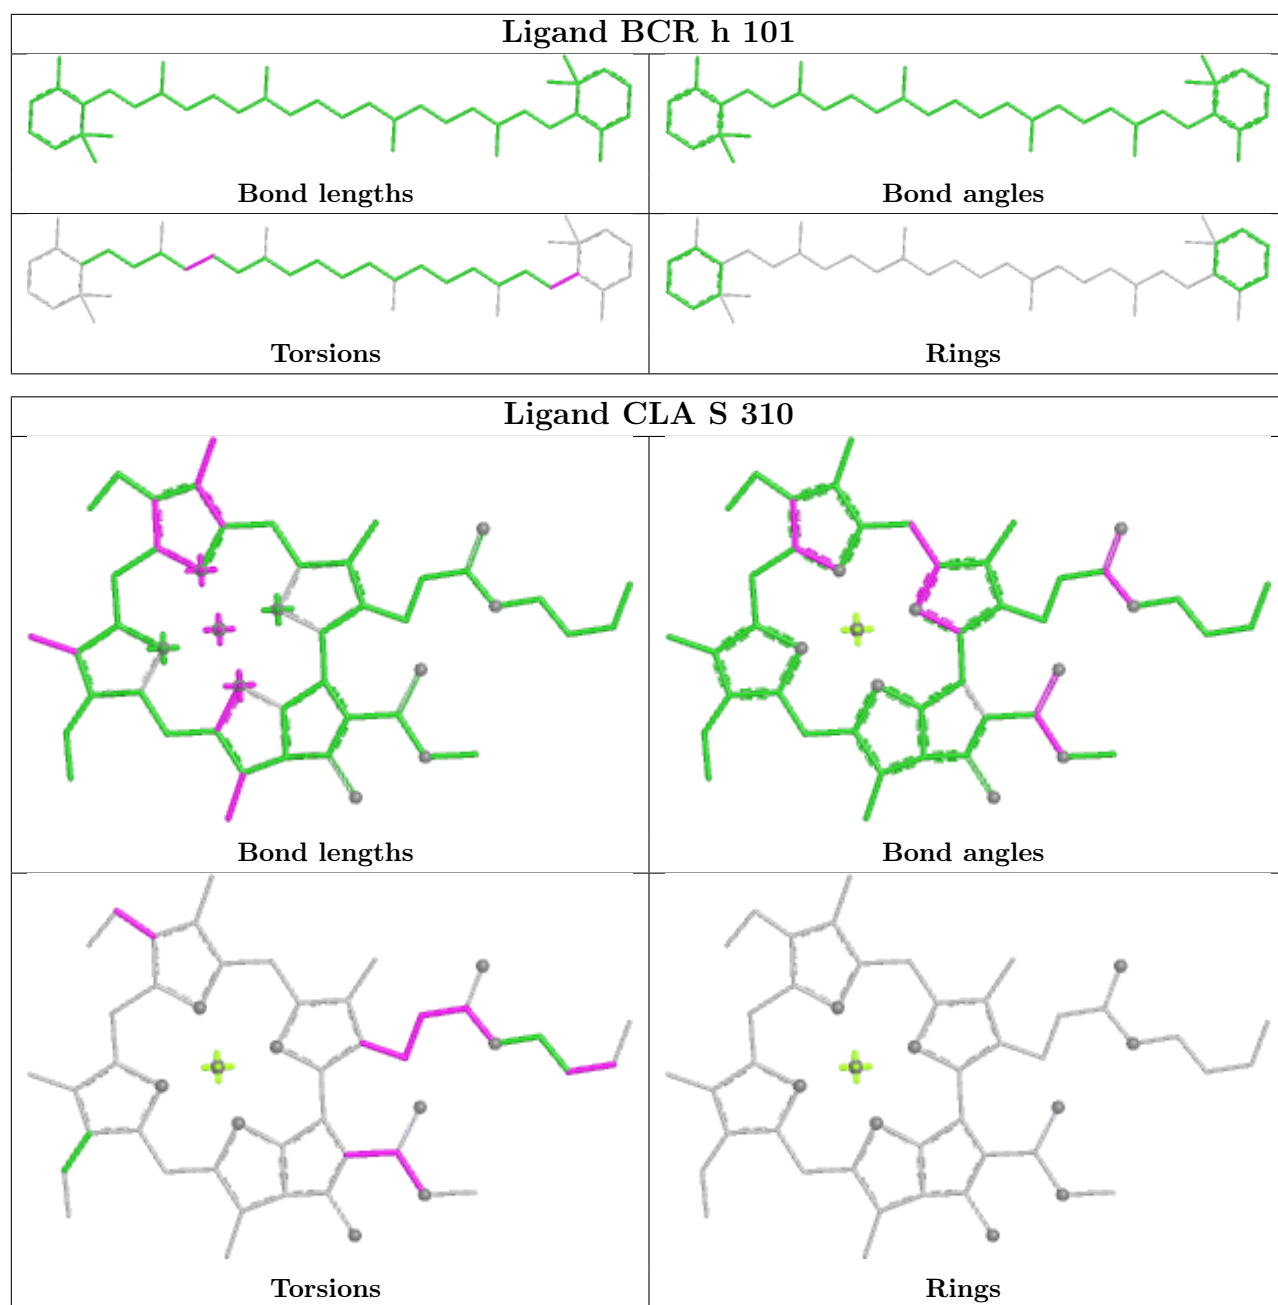 Ligand BCR h 101
Bond lengths
Bond angles
Torsions
Rings
Ligand CLA S 310
Bond lengths
Bond angles
Torsions
Rings